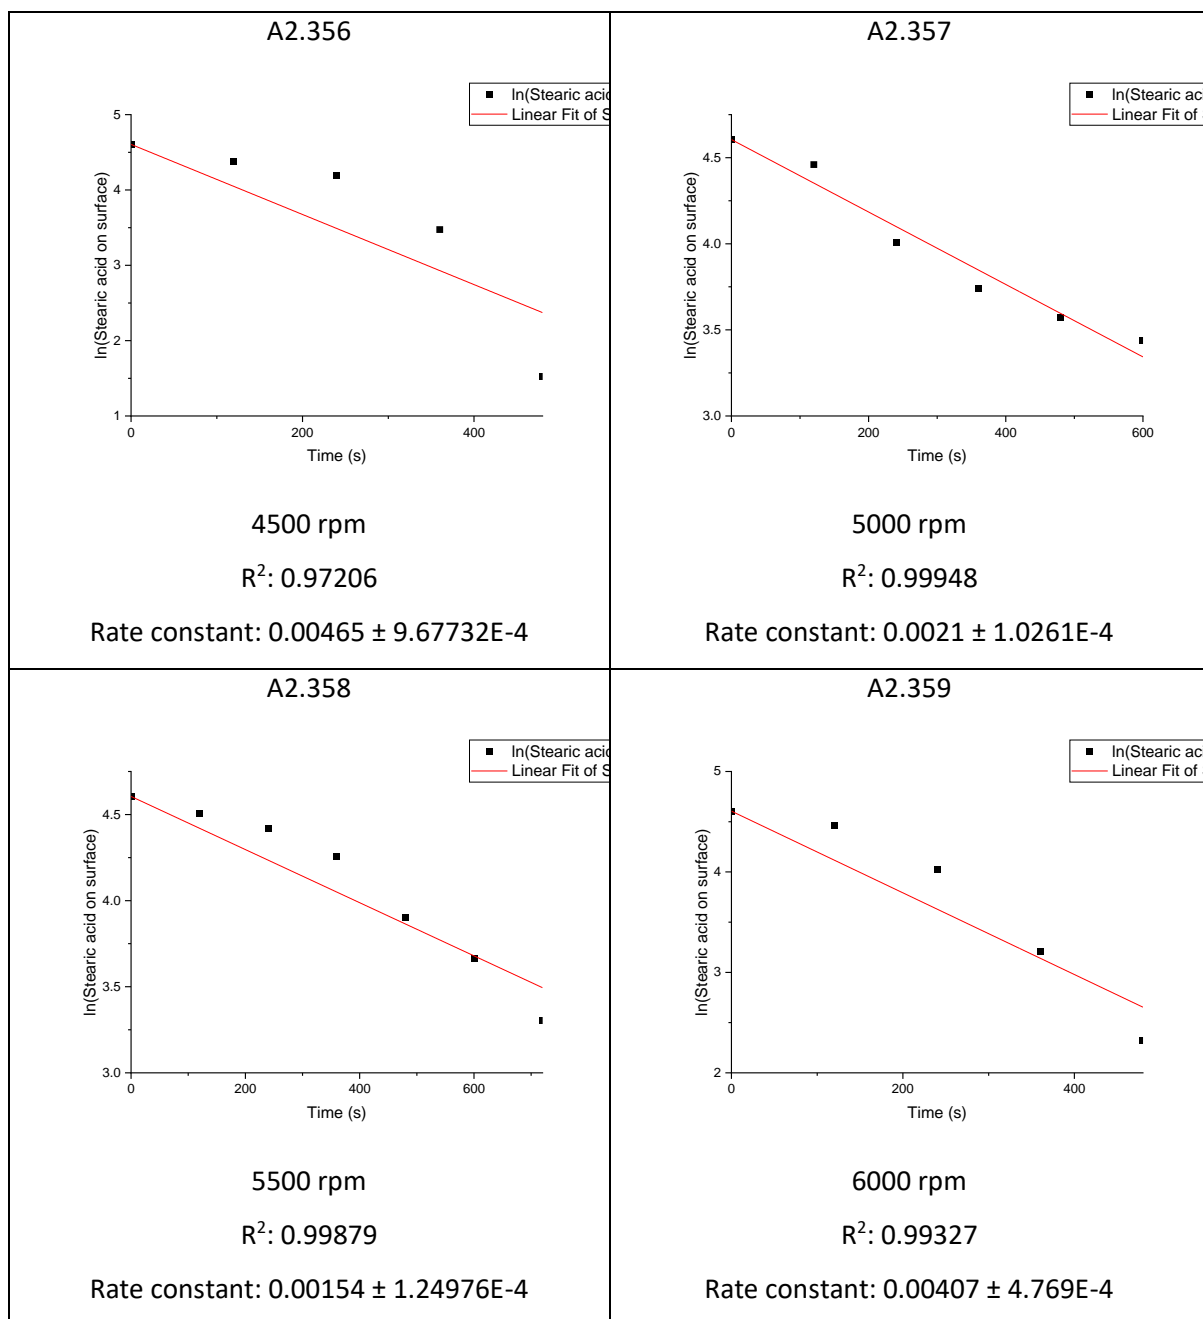 A2.356
ln(Stearic acid
Linear Fit of S
5
4
3
2
1
ln(Stearic acid on surface)
0
200
400
Time (s)
4500 rpm
R²: 0.97206
Rate constant: 0.00465 ± 9.67732E-4
A2.357
ln(Stearic aci
Linear Fit of
4.5
4.0
3.5
3.0
ln(Stearic acid on surface)
0
200
400
600
Time (s)
5000 rpm
R²: 0.99948
Rate constant: 0.0021 ± 1.0261E-4
A2.358
ln(Stearic acid
Linear Fit of S
4.5
4.0
3.5
3.0
ln(Stearic acid on surface)
0
200
400
600
Time (s)
5500 rpm
R²: 0.99879
Rate constant: 0.00154 ± 1.24976E-4
A2.359
ln(Stearic aci
Linear Fit of
5
4
3
2
ln(Stearic acid on surface)
0
200
400
Time (s)
6000 rpm
R²: 0.99327
Rate constant: 0.00407 ± 4.769E-4